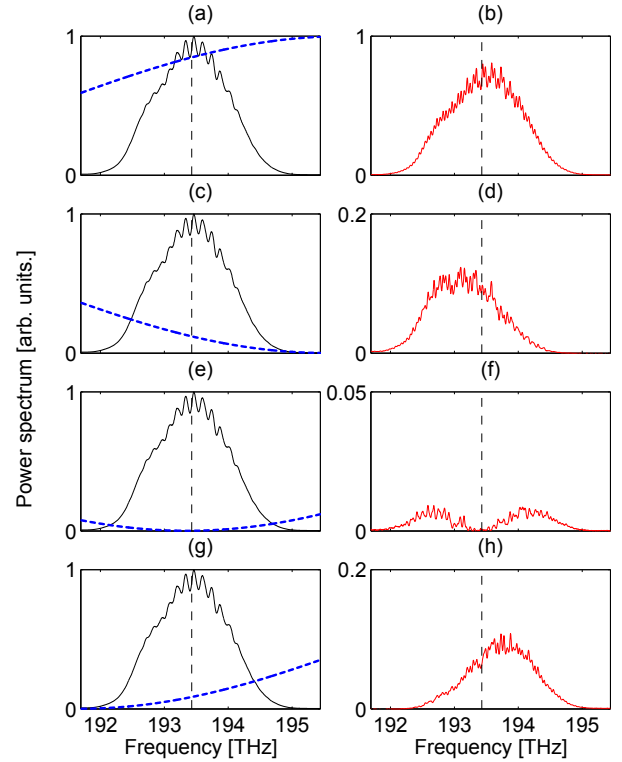 (a) (b)
1 1
0 0
(c) (d)
1 0.2
0 0
(e) (f)
1 0.05
0 0
(g) (h)
1 0.2
0 0
192 193 194 195 192 193 194 195
Frequency [THz] Frequency [THz]
Power spectrum [arb. units.]